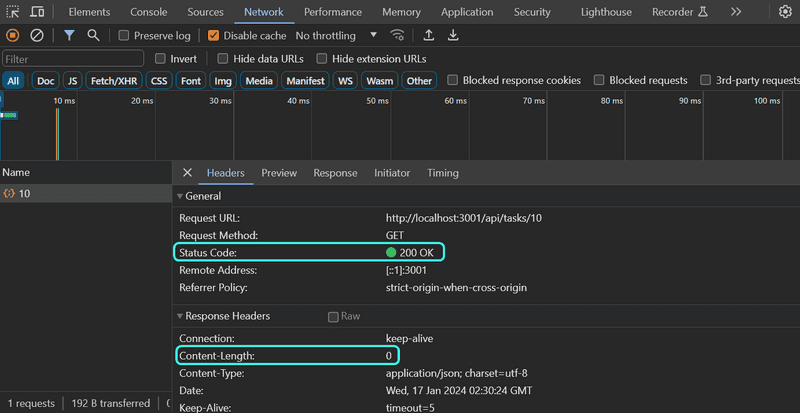 Elements Console Sources Network Performance Memory Application Security Lighthouse Recorder
Preserve log Disable cache No throttling
Filter Invert Hide data URLs Hide extension URLs
All Doc JS Fetch/XHR CSS Font Img Media Manifest WS Wasm Other Blocked response cookies Blocked requests 3rd-party requests
10 ms 20 ms 30 ms 40 ms 50 ms 60 ms 70 ms 80 ms 90 ms 100 ms
Name Headers Preview Response Initiator Timing
10
General
Request URL: http://localhost:3001/api/tasks/10
Request Method: GET
Status Code: 200 OK
Remote Address: [::1]:3001
Referrer Policy: strict-origin-when-cross-origin
Response Headers Raw
Connection: keep-alive
Content-Length: 0
Content-Type: application/json; charset=utf-8
Date: Wed, 17 Jan 2024 02:30:24 GMT
Keep-Alive: timeout=5
1 requests 192 B transferred